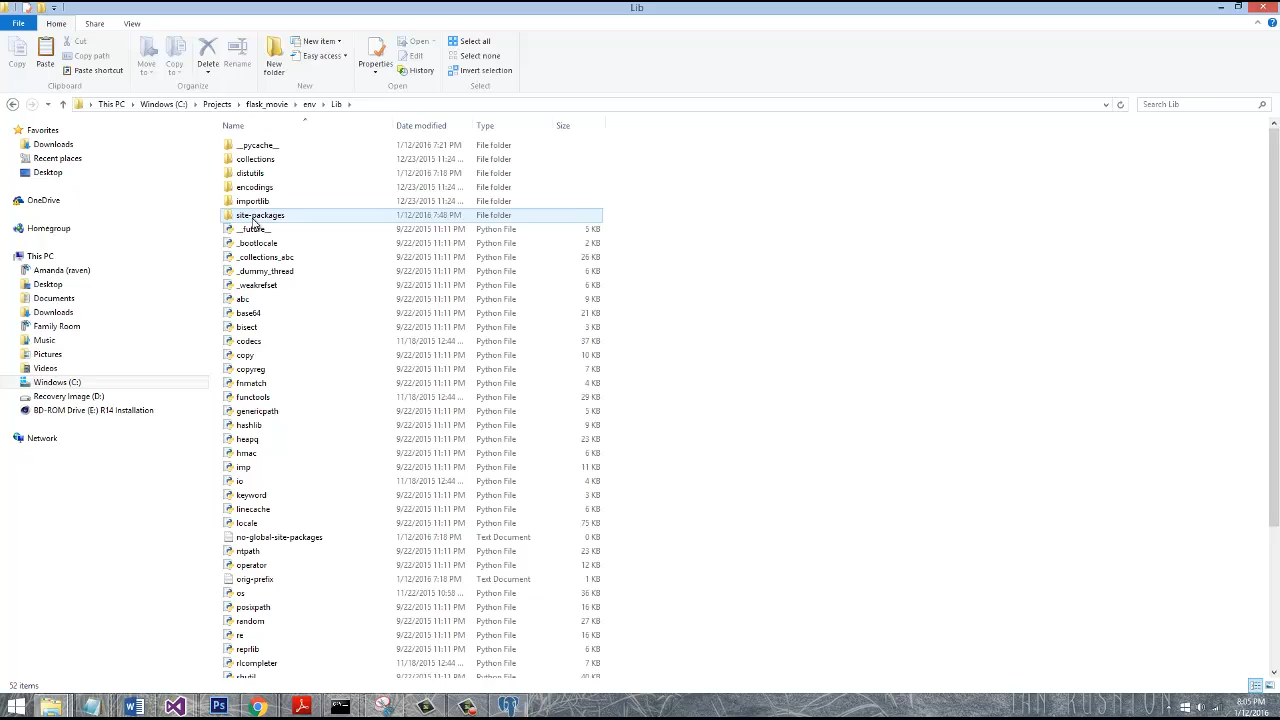 Lib
File Home Share View
Copy Paste Cut Copy path Paste shortcut Move to Copy to Delete Rename New folder New item Easy access Properties Open Edit History Select all Select none Invert selection
Clipboard Organize New Open Select
This PC Windows (C:) Projects flask_movie env Lib Search Lib
Name Date modified Type Size
Favorites
Downloads
Recent places
Desktop
OneDrive
Homegroup
This PC
Amanda (raven)
Desktop
Documents
Downloads
Family Room
Music
Pictures
Videos
Windows (C:)
Recovery Image (D:)
BD-ROM Drive (E:) R14 Installation
Network
__pycache__ 1/12/2016 7:21 PM File folder
collections 12/23/2015 11:24 ... File folder
distutils 1/12/2016 7:18 PM File folder
encodings 12/23/2015 11:24 ... File folder
importlib 12/23/2015 11:24 ... File folder
site-packages 1/12/2016 7:48 PM File folder
__future__ 9/22/2015 11:11 PM Python File 5 KB
_bootlocale 9/22/2015 11:11 PM Python File 2 KB
_collections_abc 9/22/2015 11:11 PM Python File 26 KB
_dummy_thread 9/22/2015 11:11 PM Python File 6 KB
_weakrefset 9/22/2015 11:11 PM Python File 6 KB
abc 9/22/2015 11:11 PM Python File 9 KB
base64 9/22/2015 11:11 PM Python File 21 KB
bisect 9/22/2015 11:11 PM Python File 3 KB
codecs 11/18/2015 12:44 ... Python File 37 KB
copy 9/22/2015 11:11 PM Python File 10 KB
copyreg 9/22/2015 11:11 PM Python File 7 KB
fnmatch 9/22/2015 11:11 PM Python File 4 KB
functools 11/18/2015 12:44 ... Python File 29 KB
genericpath 9/22/2015 11:11 PM Python File 5 KB
hashlib 9/22/2015 11:11 PM Python File 9 KB
heapq 9/22/2015 11:11 PM Python File 23 KB
hmac 9/22/2015 11:11 PM Python File 6 KB
imp 9/22/2015 11:11 PM Python File 11 KB
io 11/18/2015 12:44 ... Python File 4 KB
keyword 9/22/2015 11:11 PM Python File 3 KB
linecache 9/22/2015 11:11 PM Python File 6 KB
locale 9/22/2015 11:11 PM Python File 75 KB
no-global-site-packages 1/12/2016 7:18 PM Text Document 0 KB
ntpath 9/22/2015 11:11 PM Python File 23 KB
operator 9/22/2015 11:11 PM Python File 12 KB
orig-prefix 1/12/2016 7:18 PM Text Document 1 KB
os 11/22/2015 10:58 ... Python File 36 KB
posixpath 9/22/2015 11:11 PM Python File 16 KB
random 9/22/2015 11:11 PM Python File 27 KB
re 9/22/2015 11:11 PM Python File 16 KB
reprlib 9/22/2015 11:11 PM Python File 6 KB
rlcompleter 11/18/2015 12:44 ... Python File 7 KB
shutil 9/22/2015 11:11 PM Python File 40 KB
52 items
8:05 PM
1/12/2016